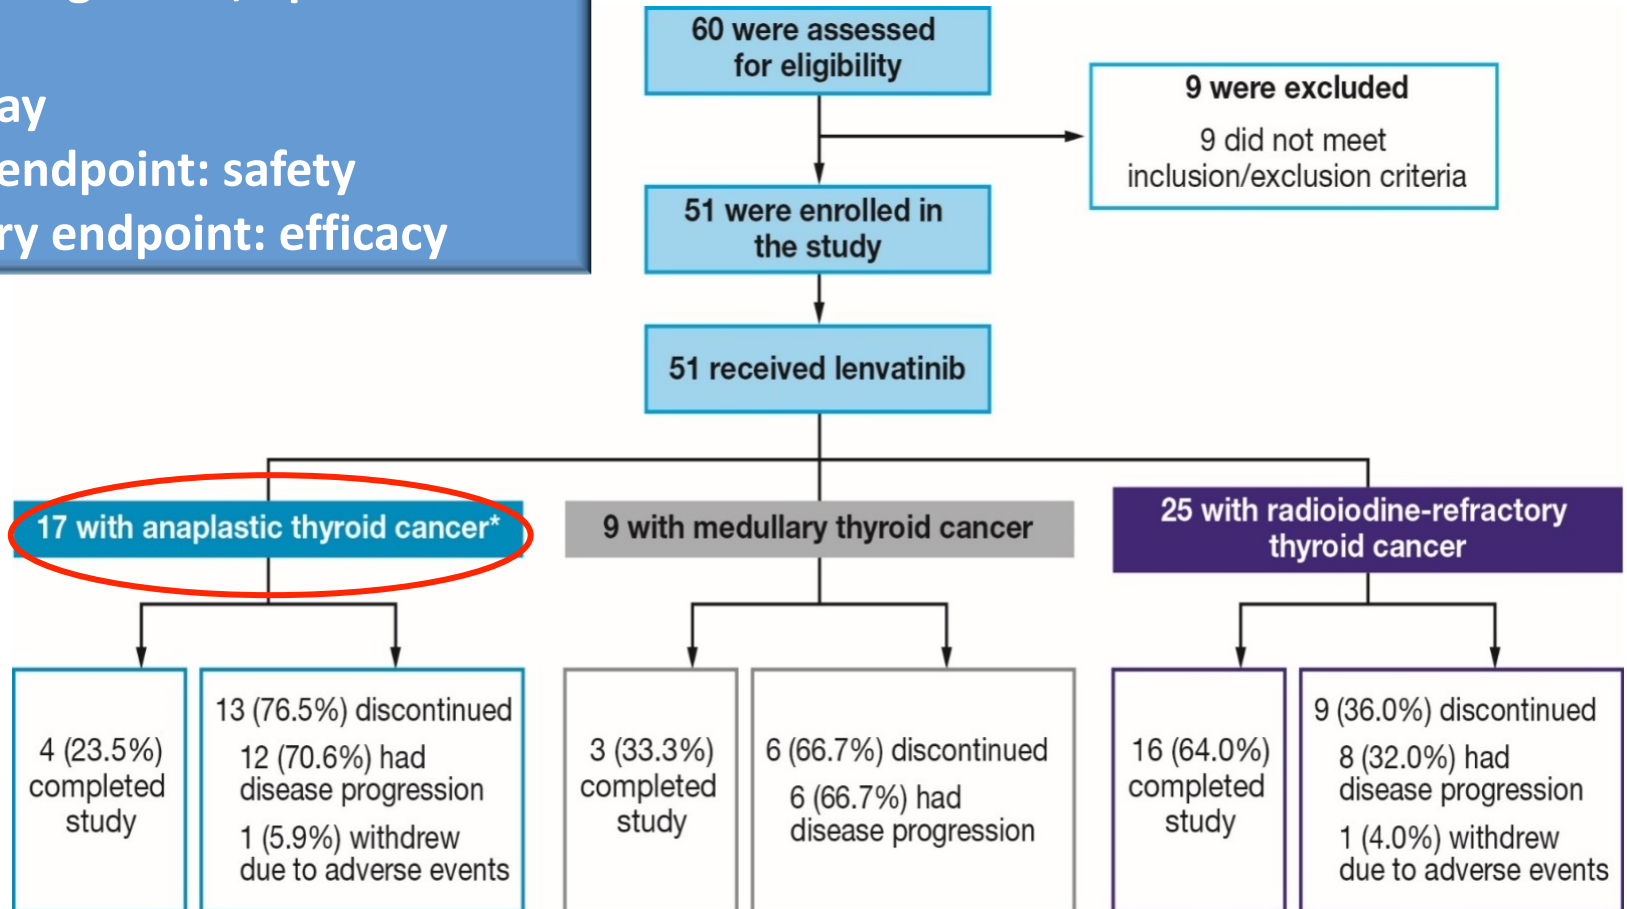 ay
endpoint: safety
ry endpoint: efficacy
60 were assessed
for eligibility
9 were excluded
9 did not meet
inclusion/exclusion criteria
51 were enrolled in
the study
51 received lenvatinib
17 with anaplastic thyroid cancer*
9 with medullary thyroid cancer
25 with radioiodine-refractory
thyroid cancer
4 (23.5%)
completed
study
13 (76.5%) discontinued
12 (70.6%) had
disease progression
1 (5.9%) withdrew
due to adverse events
3 (33.3%)
completed
study
6 (66.7%) discontinued
6 (66.7%) had
disease progression
16 (64.0%)
completed
study
9 (36.0%) discontinued
8 (32.0%) had
disease progression
1 (4.0%) withdrew
due to adverse events